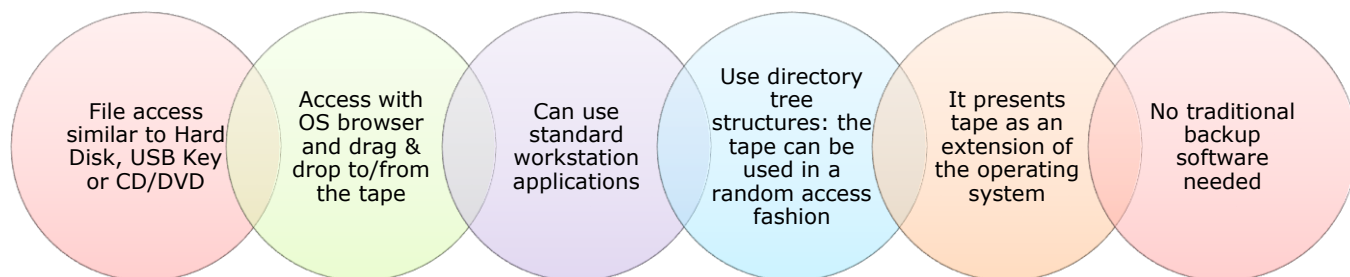 File access
similar to Hard
Disk, USB Key
or CD/DVD
Access with
OS browser
and drag &
drop to/from
the tape
Can use
standard
workstation
applications
Use directory
tree
structures: the
tape can be
used in a
random access
fashion
It presents
tape as an
extension of
the operating
system
No traditional
backup
software
needed